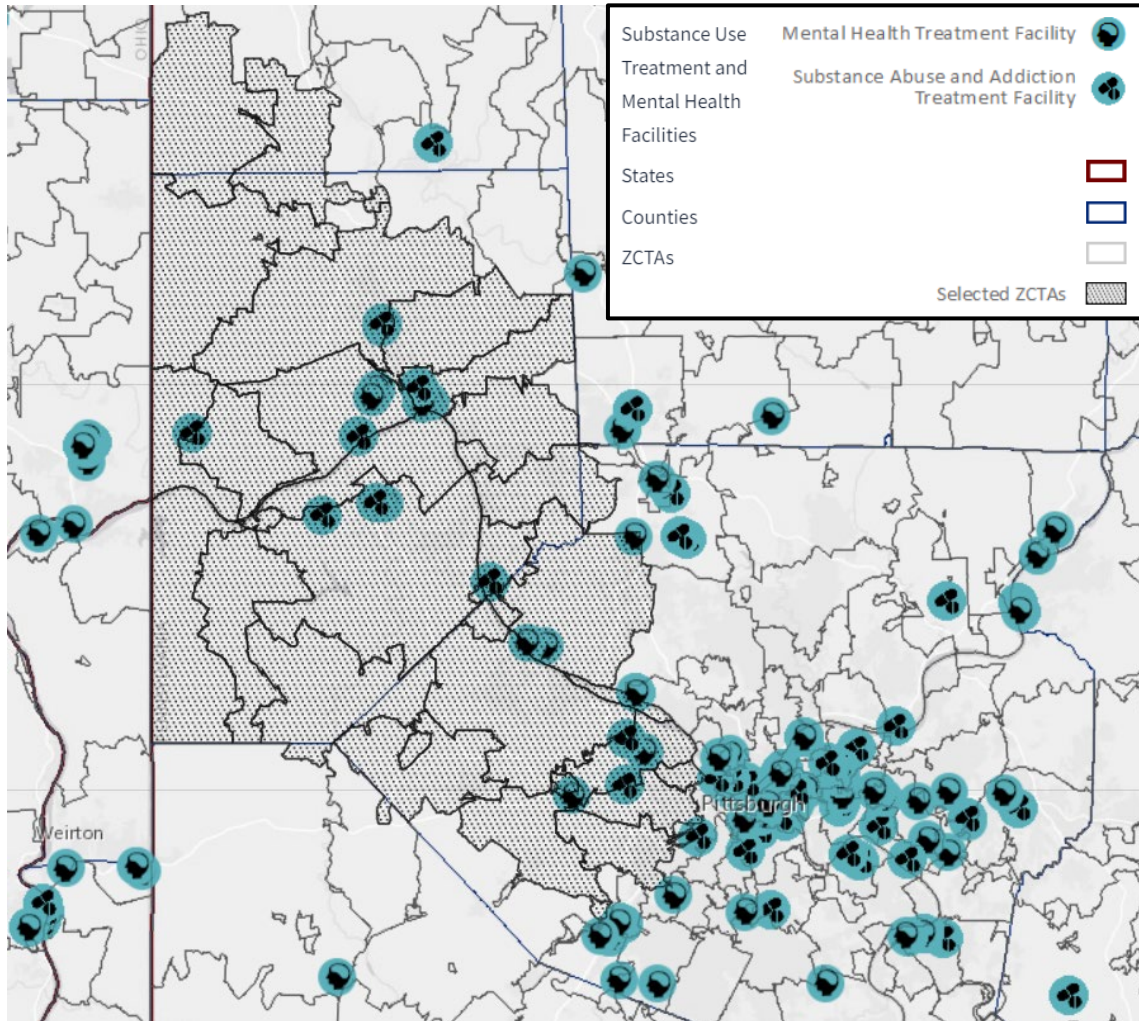 OHIO
Substance Use
Treatment and
Mental Health
Facilities
Mental Health Treatment Facility
Substance Abuse and Addiction
Treatment Facility
States
Counties
ZCTAs
Selected ZCTAs
Pittsburgh
Weirton